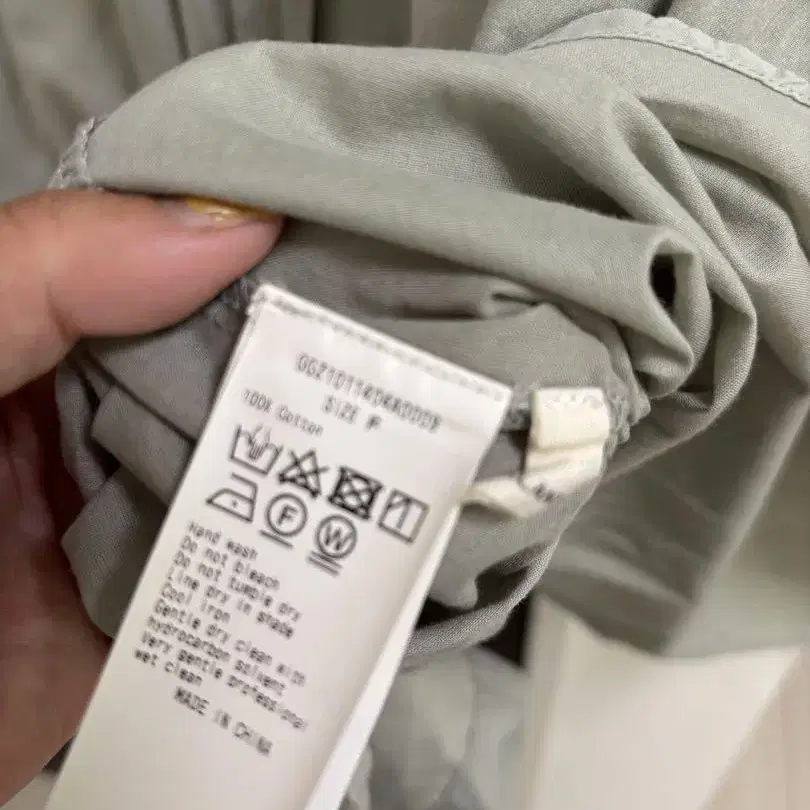 SIZE F
100% Cotton
F
W
Hand wash
Do not bleach
Do not tumble dry
Line dry in shade
Cool iron
Gentle dry clean with
hydrocarbon solvent
Very gentle professional
wet clean
MADE IN CHINA